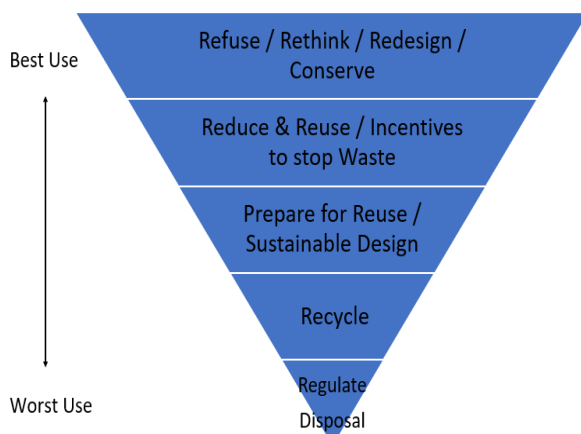 Best Use
Refuse / Rethink / Redesign /
Conserve
Reduce & Reuse / Incentives
to stop Waste
Prepare for Reuse /
Sustainable Design
Recycle
Worst Use
Regulate
Disposal